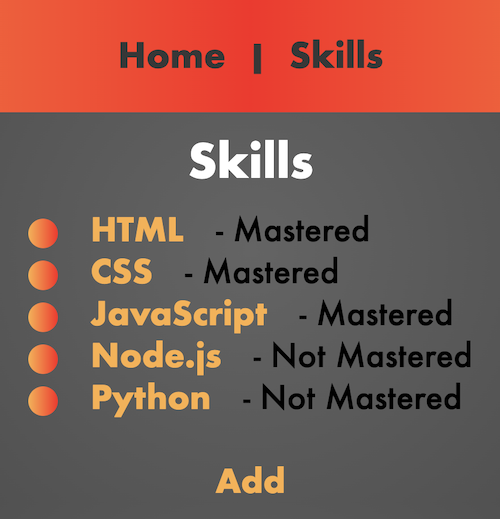 Home | Skills
Skills
HTML - Mastered
CSS - Mastered
JavaScript - Mastered
Node.js - Not Mastered
Python - Not Mastered
Add